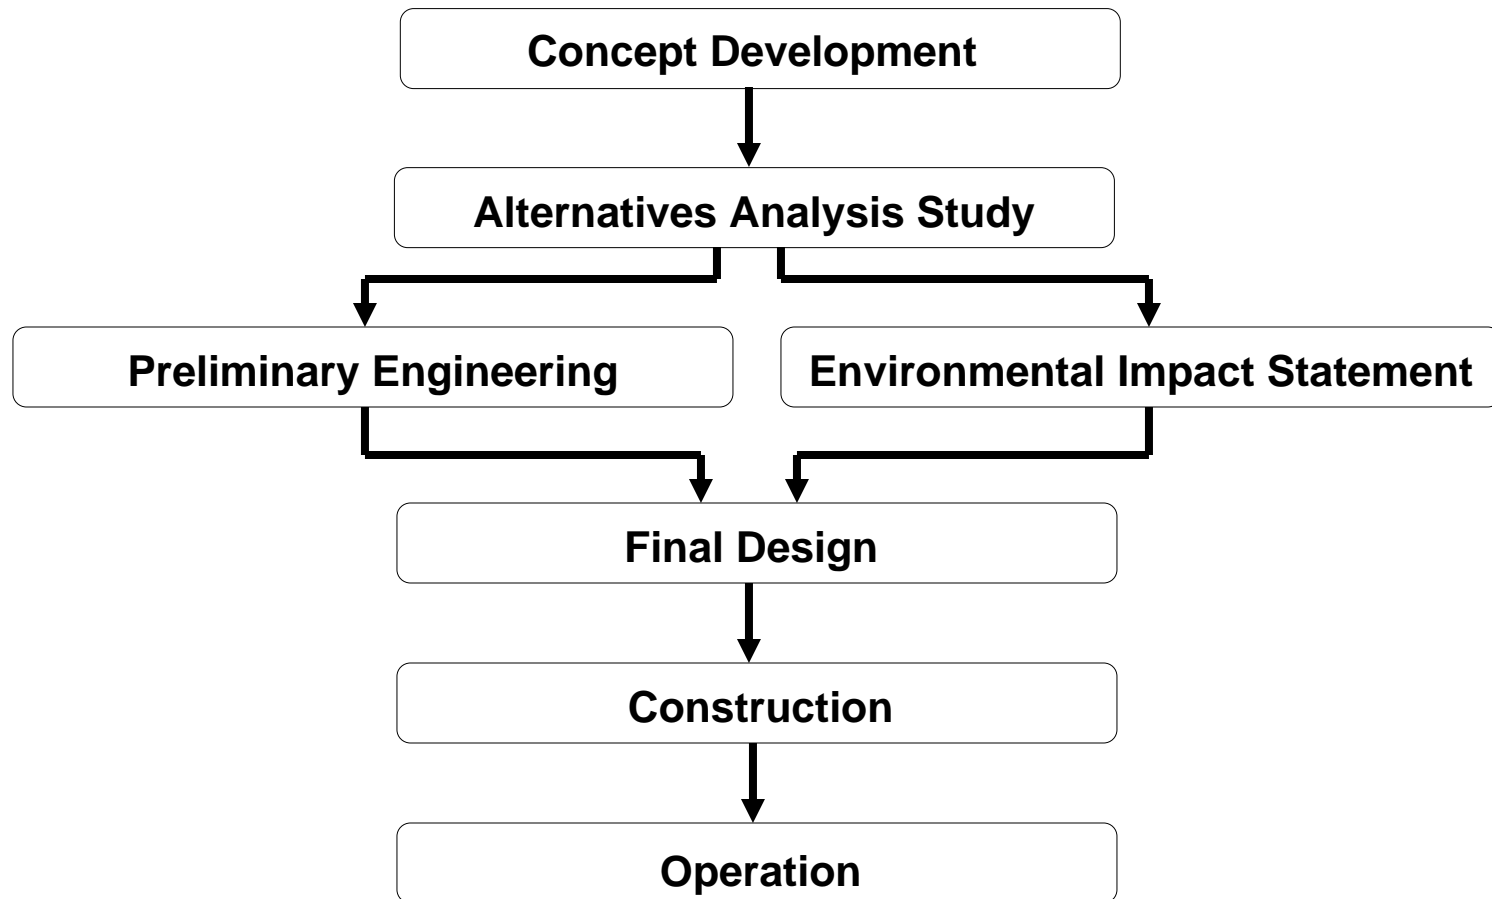 Concept Development
Alternatives Analysis Study
Preliminary Engineering
Environmental Impact Statement
Final Design
Construction
Operation